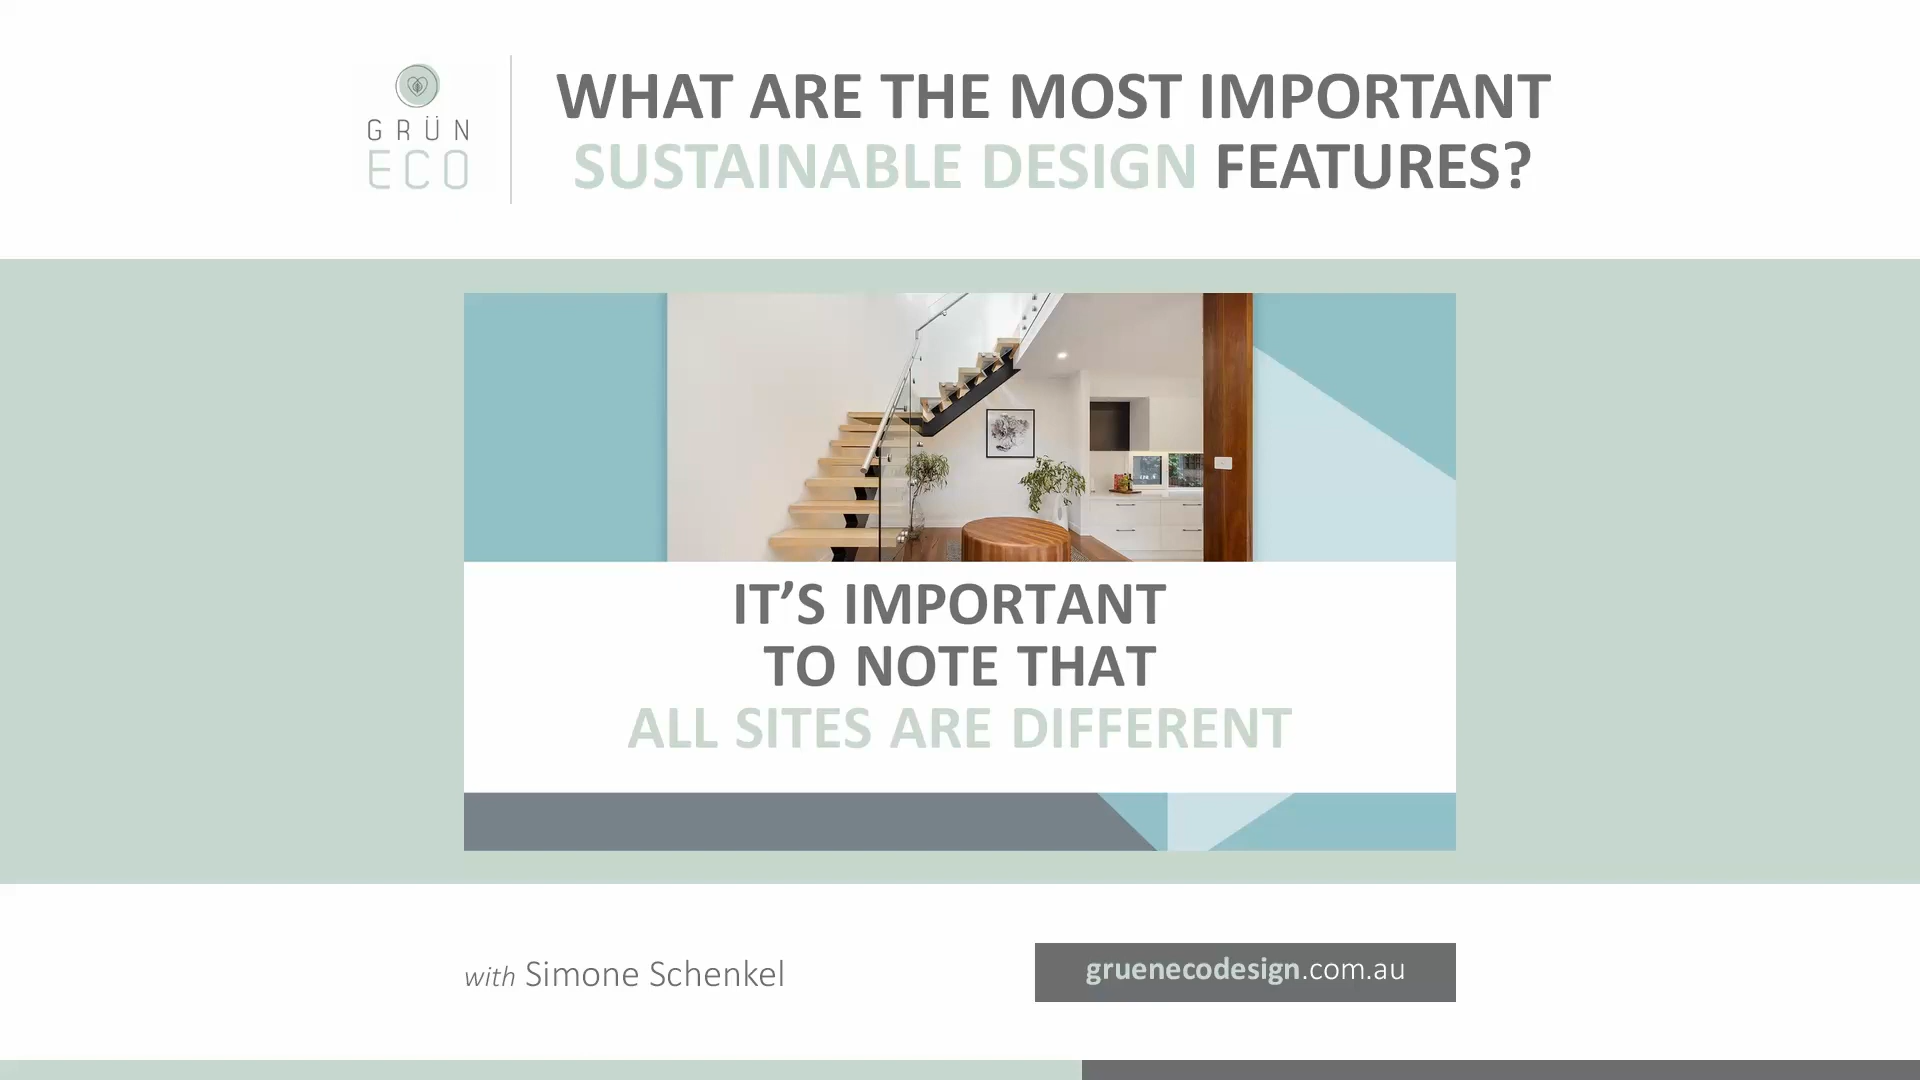 GRÜN
ECO
WHAT ARE THE MOST IMPORTANT
SUSTAINABLE DESIGN FEATURES?
IT’S IMPORTANT
TO NOTE THAT
ALL SITES ARE DIFFERENT
with Simone Schenkel
gruenecodesign.com.au